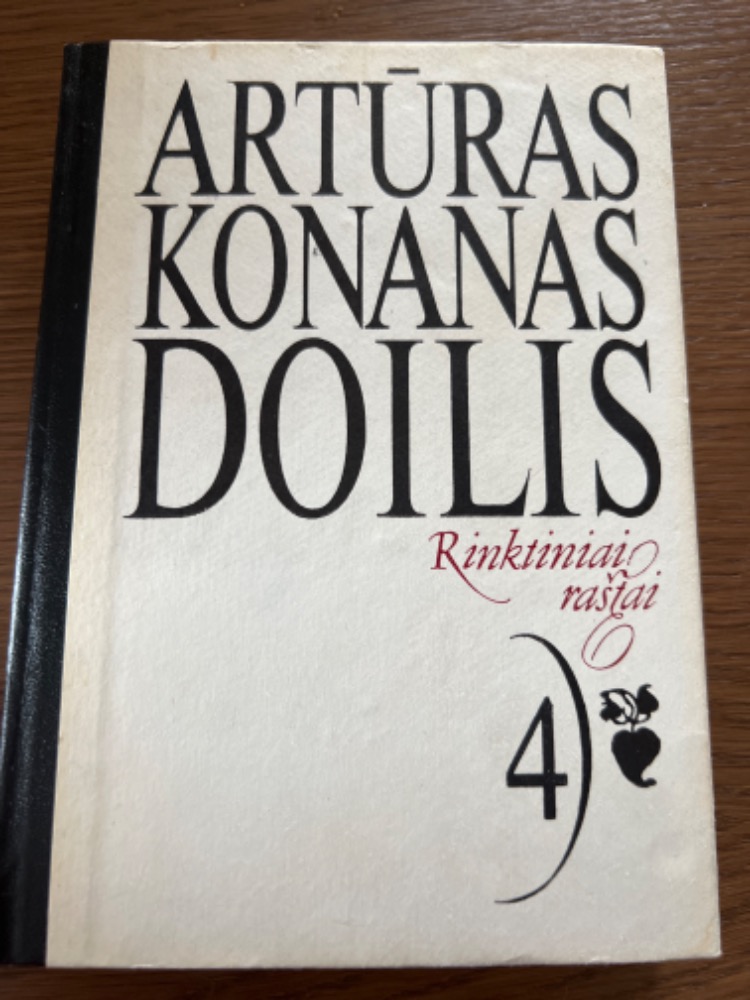 ARTŪRAS
KONANAS
DOILIS
Rinktiniai
raštai
4)